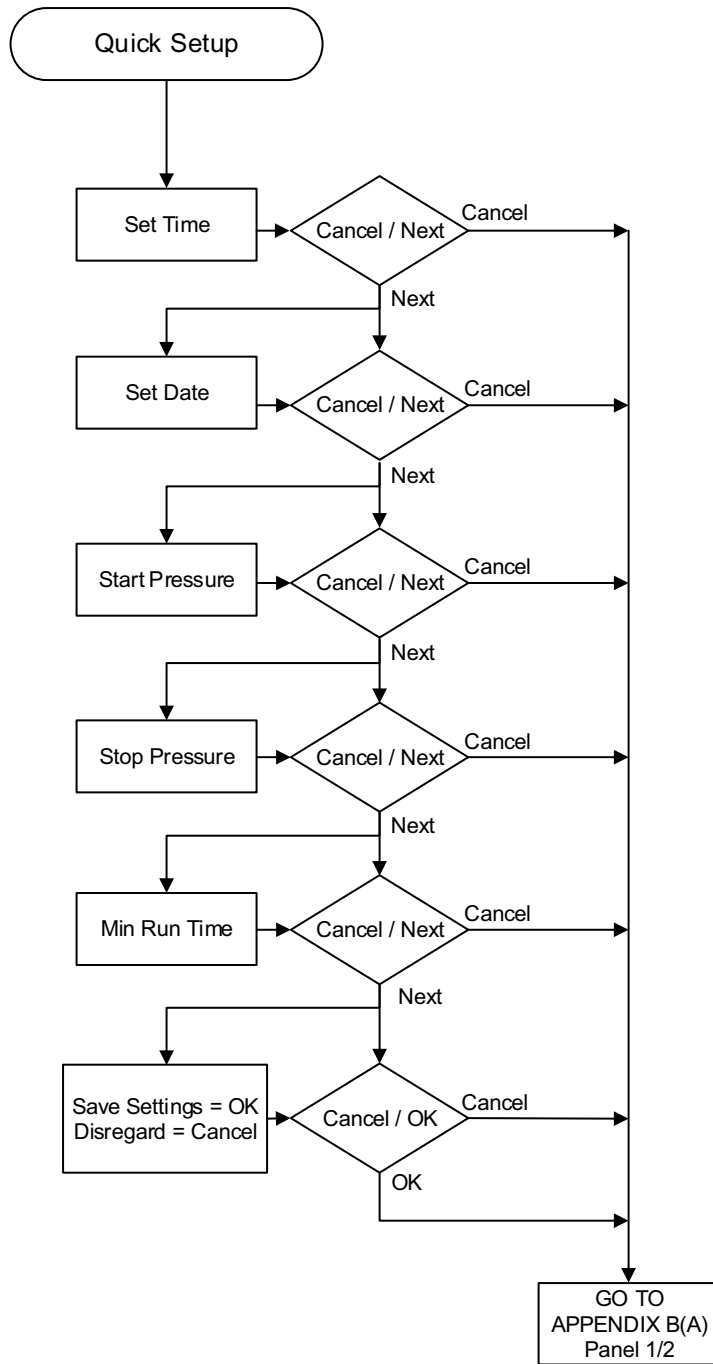 Quick Setup
Set Time
Cancel / Next
Cancel
Next
Set Date
Cancel / Next
Cancel
Next
Start Pressure
Cancel / Next
Cancel
Next
Stop Pressure
Cancel / Next
Cancel
Next
Min Run Time
Cancel / Next
Cancel
Next
Save Settings = OK
Disregard = Cancel
Cancel / OK
Cancel
OK
GO TO
APPENDIX B(A)
Panel 1/2